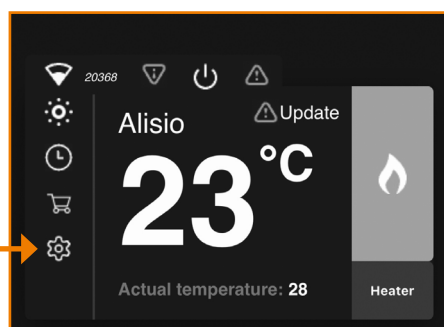 20368
Alisio
Update
23°C
Actual temperature: 28
Heater